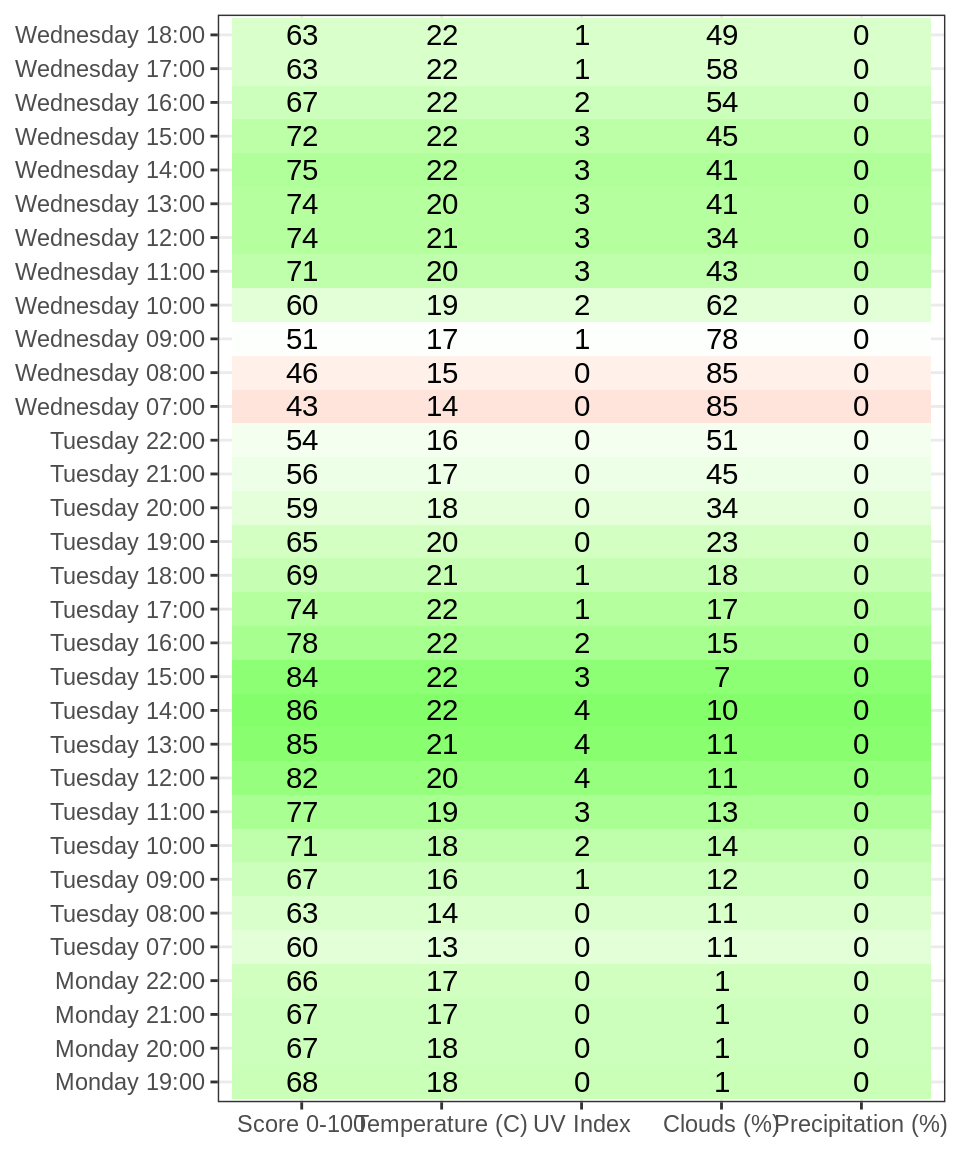 Wednesday 18:00 63 22 1 49 0
Wednesday 17:00 63 22 1 58 0
Wednesday 16:00 67 22 2 54 0
Wednesday 15:00 72 22 3 45 0
Wednesday 14:00 75 22 3 41 0
Wednesday 13:00 74 20 3 41 0
Wednesday 12:00 74 21 3 34 0
Wednesday 11:00 71 20 3 43 0
Wednesday 10:00 60 19 2 62 0
Wednesday 09:00 51 17 1 78 0
Wednesday 08:00 46 15 0 85 0
Wednesday 07:00 43 14 0 85 0
Tuesday 22:00 54 16 0 51 0
Tuesday 21:00 56 17 0 45 0
Tuesday 20:00 59 18 0 34 0
Tuesday 19:00 65 20 0 23 0
Tuesday 18:00 69 21 1 18 0
Tuesday 17:00 74 22 1 17 0
Tuesday 16:00 78 22 2 15 0
Tuesday 15:00 84 22 3 7 0
Tuesday 14:00 86 22 4 10 0
Tuesday 13:00 85 21 4 11 0
Tuesday 12:00 82 20 4 11 0
Tuesday 11:00 77 19 3 13 0
Tuesday 10:00 71 18 2 14 0
Tuesday 09:00 67 16 1 12 0
Tuesday 08:00 63 14 0 11 0
Tuesday 07:00 60 13 0 11 0
Monday 22:00 66 17 0 1 0
Monday 21:00 67 17 0 1 0
Monday 20:00 67 18 0 1 0
Monday 19:00 68 18 0 1 0
Score 0-100 Temperature (C) UV Index Clouds (%) Precipitation (%)